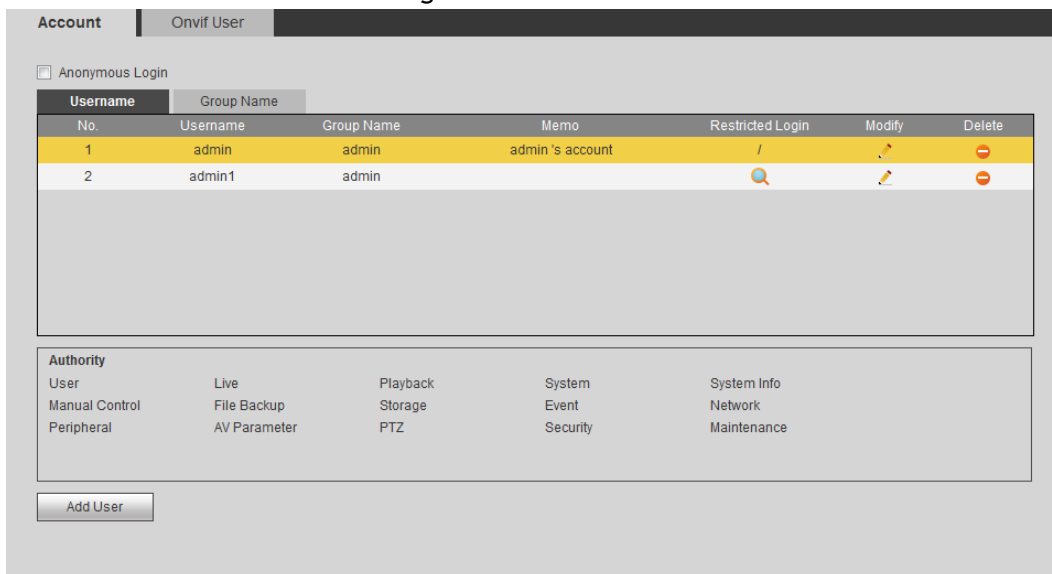 Account Onvif User
Anonymous Login
Username Group Name
No. Username Group Name Memo Restricted Login Modify Delete
1 admin admin admin 's account /
2 admin1 admin
Authority
User Live Playback System System Info
Manual Control File Backup Storage Event Network
Peripheral AV Parameter PTZ Security Maintenance
Add User